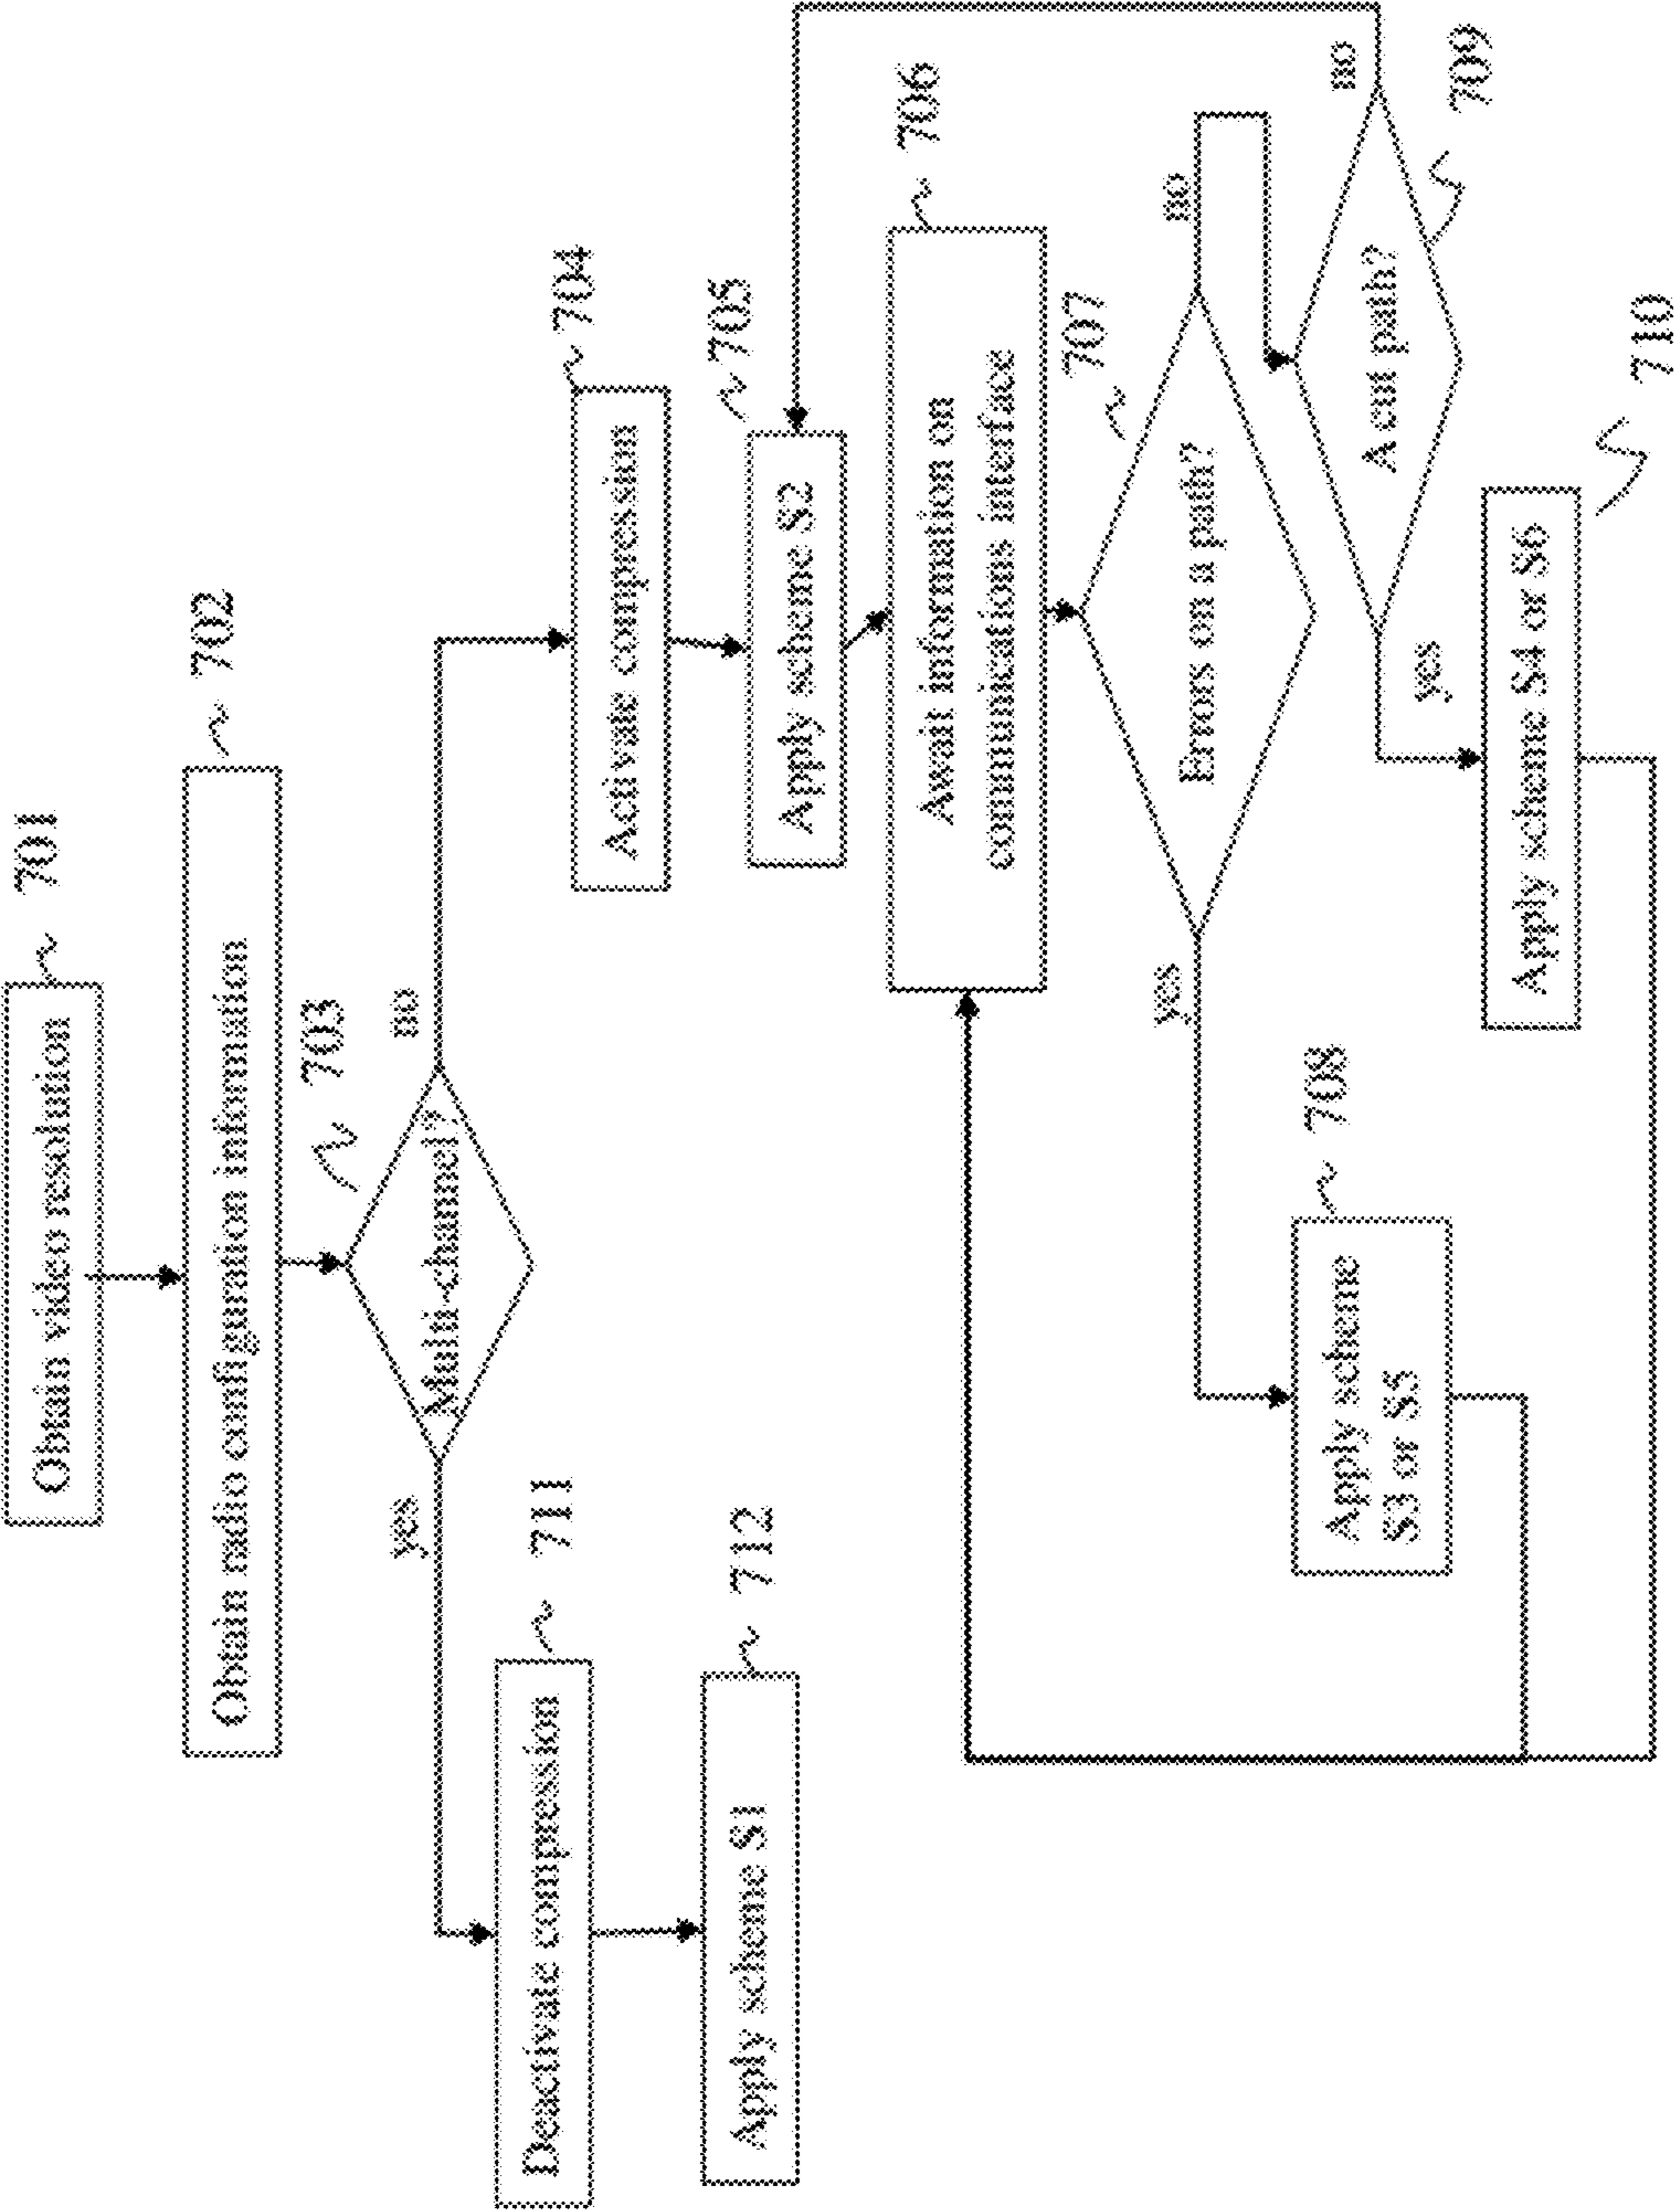 Obtain video resolution
701
Obtain radio configuration information
702
703
Multi-channel?
yes
no
Deactivate compression
711
Apply scheme S1
712
Activate compression
704
Apply scheme S2
705
Await information on
communications interface
706
707
Errors on a path?
yes
no
Apply scheme
S3 or S5
708
A cut path?
no
709
yes
Apply scheme S4 or S6
710